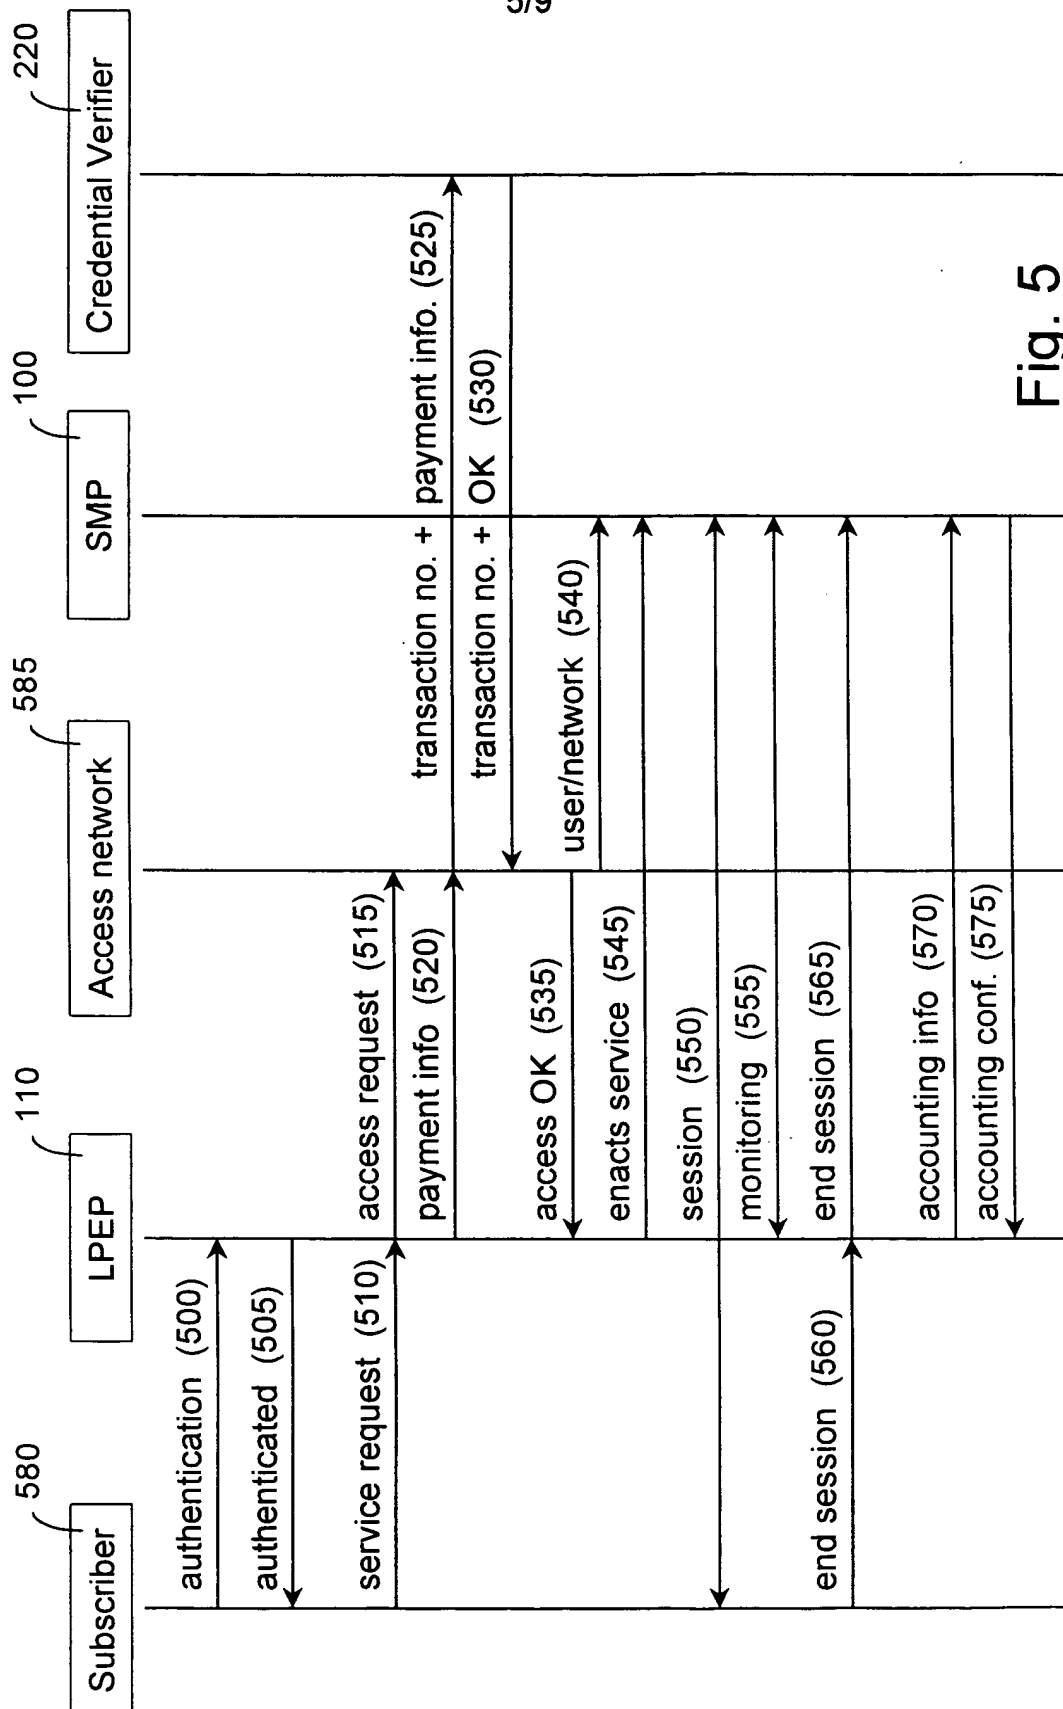 5/9
580
110
585
100
220
Subscriber
LPEP
Access network
SMP
Credential Verifier
authentication (500)
authenticated (505)
service request (510)
access request (515)
payment info (520)
transaction no. + payment info. (525)
transaction no. + OK (530)
access OK (535)
user/network (540)
enacts service (545)
session (550)
monitoring (555)
end session (560)
end session (565)
accounting info (570)
accounting conf. (575)
Fig. 5